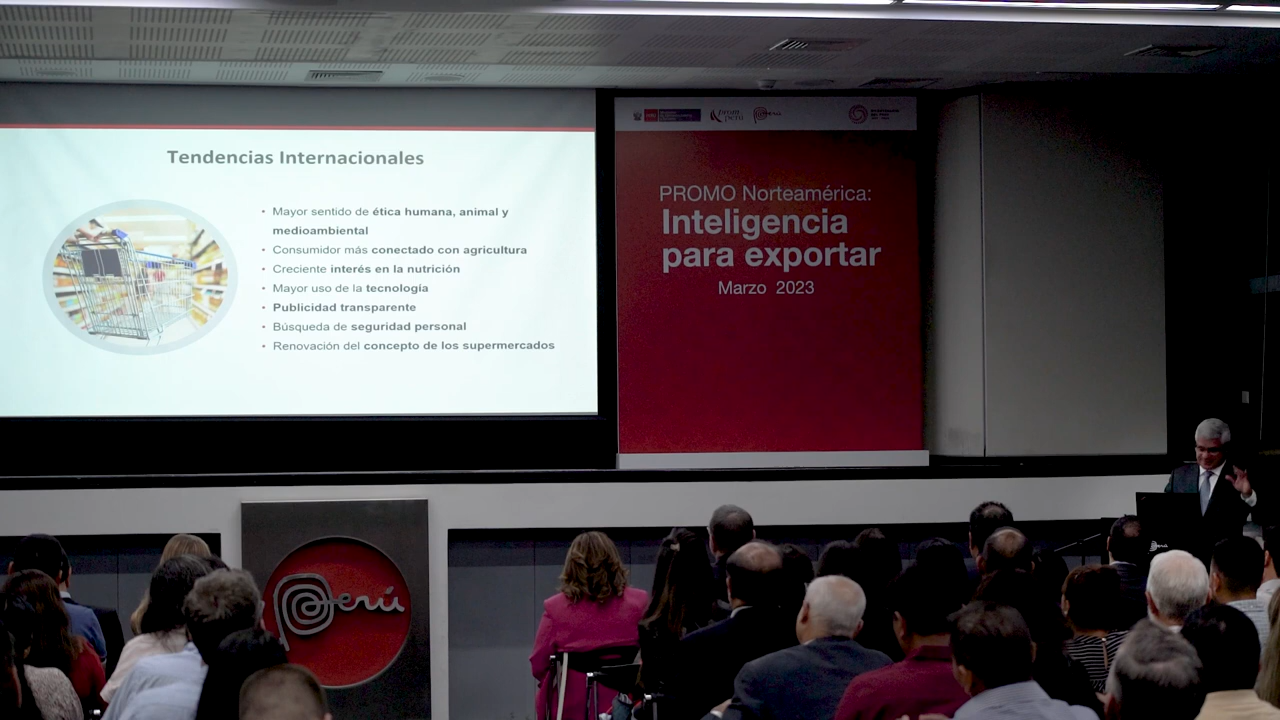 Tendencias Internacionales
• Mayor sentido de ética humana, animal y
medioambiental
• Consumidor más conectado con agricultura
• Creciente interés en la nutrición
• Mayor uso de la tecnología
• Publicidad transparente
• Búsqueda de seguridad personal
• Renovación del concepto de los supermercados
PROMO Norteamérica:
Inteligencia
para exportar
Marzo 2023
Perú